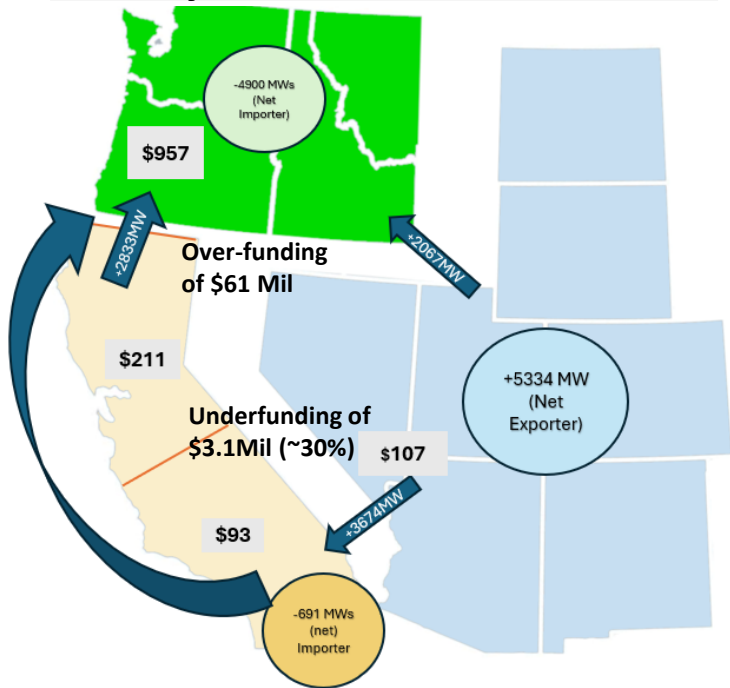 -4900 MWs
(Net
Importer)
$957
+2833MW
+2067MW
Over-funding
of $61 Mil
$211
+5334 MW
(Net
Exporter)
Underfunding of
$3.1Mil (~30%)
$107
+3674MW
$93
-691 MWs
(net)
Importer